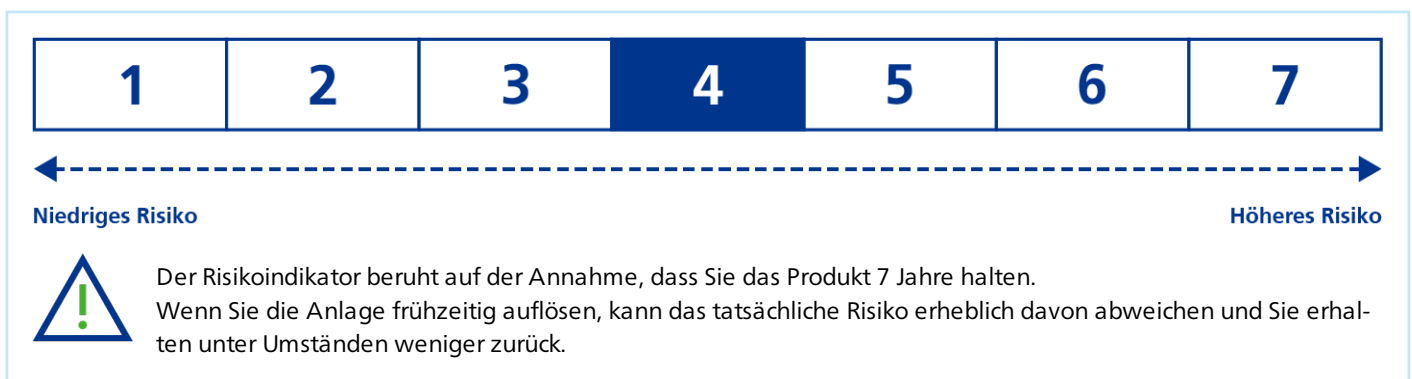 1 2 3 4 5 6 7
Niedriges Risiko Höheres Risiko
Der Risikoindikator beruht auf der Annahme, dass Sie das Produkt 7 Jahre halten.
Wenn Sie die Anlage frühzeitig auflösen, kann das tatsächliche Risiko erheblich davon abweichen und Sie erhal-
ten unter Umständen weniger zurück.